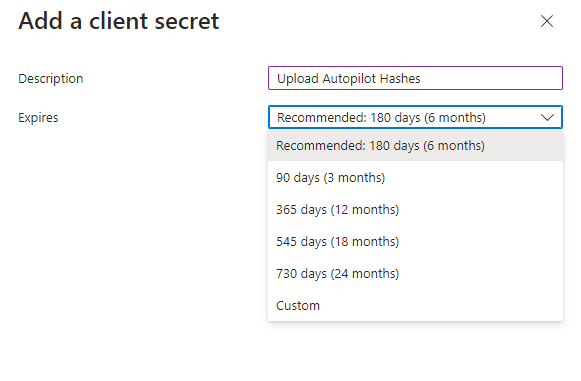 Add a client secret
Description
Upload Autopilot Hashes
Expires
Recommended: 180 days (6 months)
Recommended: 180 days (6 months)
90 days (3 months)
365 days (12 months)
545 days (18 months)
730 days (24 months)
Custom